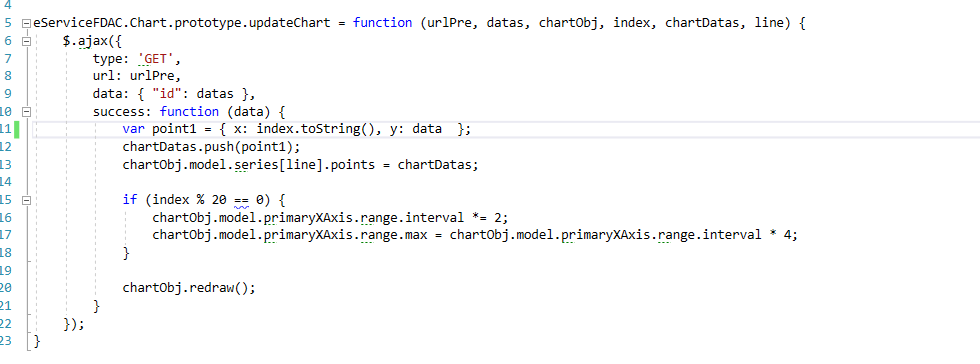 4
5 eServiceFDAC.Chart.prototype.updateChart = function (urlPre, datas, chartObj, index, chartDatas, line) {
6 $.ajax({
7 type: 'GET',
8 url: urlPre,
9 data: { "id": datas },
10 success: function (data) {
11 var point1 = { x: index.toString(), y: data  };
12 chartDatas.push(point1);
13 chartObj.model.series[line].points = chartDatas;
14
15 if (index % 20 == 0) {
16 chartObj.model.primaryXAxis.range.interval *= 2;
17 chartObj.model.primaryXAxis.range.max = chartObj.model.primaryXAxis.range.interval * 4;
18 }
19
20 chartObj.redraw();
21 }
22 });
23 }